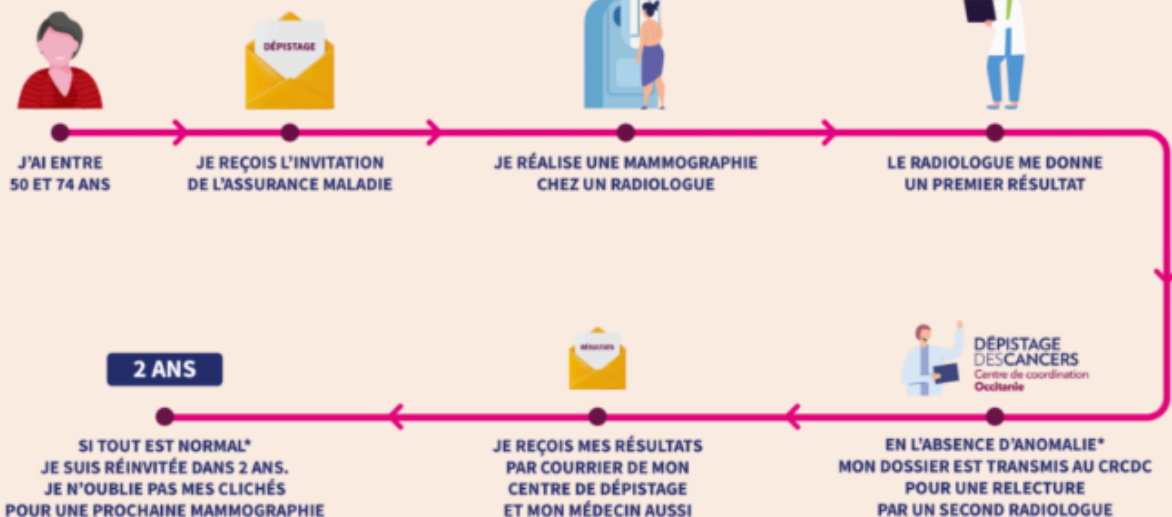 DÉPISTAGE
J'AI ENTRE
50 ET 74 ANS
JE REÇOIS L'INVITATION
DE L'ASSURANCE MALADIE
JE RÉALISE UNE MAMMOGRAPHIE
CHEZ UN RADIOLOGUE
LE RADIOLOGUE ME DONNE
UN PREMIER RÉSULTAT
DÉPISTAGE
DESCANCERS
Centre de coordination
Occitanie
EN L'ABSENCE D'ANOMALIE*
MON DOSSIER EST TRANSMIS AU CRCDC
POUR UNE RELECTURE
PAR UN SECOND RADIOLOGUE
JE REÇOIS MES RÉSULTATS
PAR COURRIER DE MON
CENTRE DE DÉPISTAGE
ET MON MÉDECIN AUSSI
2 ANS
SI TOUT EST NORMAL*
JE SUIS RÉINVITÉE DANS 2 ANS.
JE N'OUBLIE PAS MES CLICHÉS
POUR UNE PROCHAINE MAMMOGRAPHIE